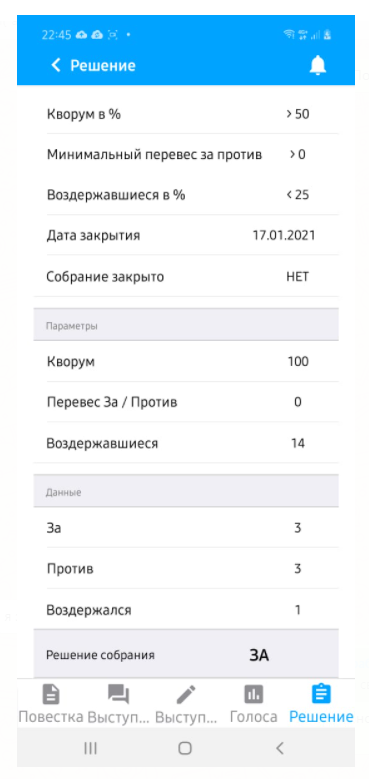 22:45
Решение
Кворум в % > 50
Минимальный перевес за против > 0
Воздержавшиеся в % < 25
Дата закрытия 17.01.2021
Собрание закрыто НЕТ
Параметры
Кворум 100
Перевес За / Против 0
Воздержавшиеся 14
Данные
За 3
Против 3
Воздержался 1
Решение собрания ЗА
Повестка Выступ... Выступ... Голоса Решение